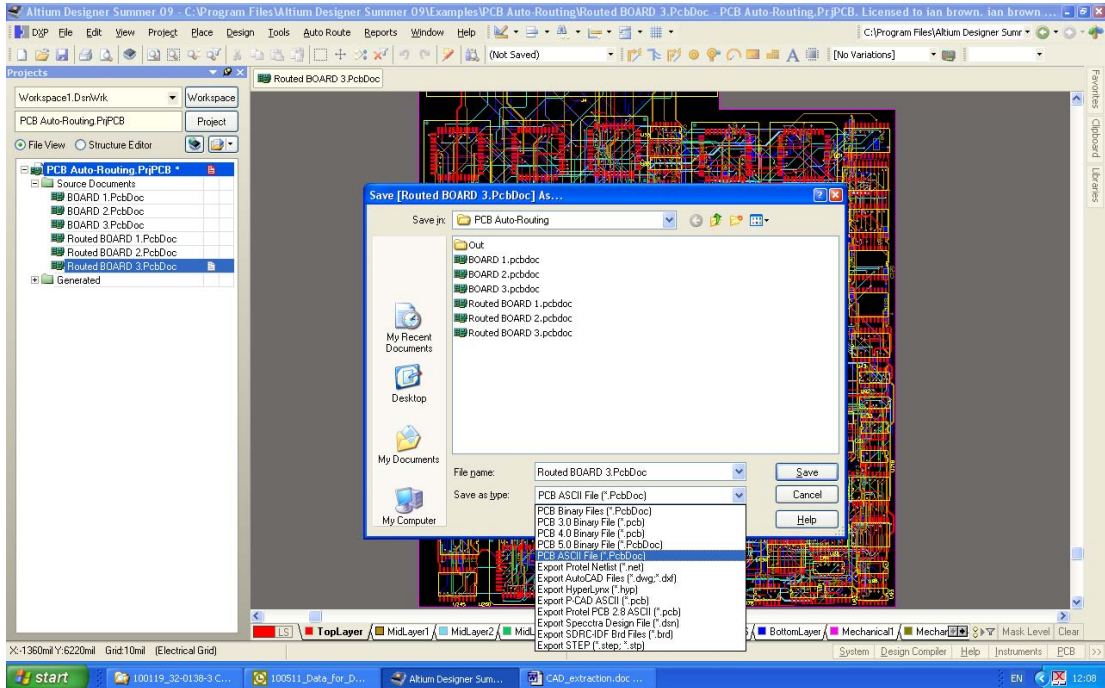 Altium Designer Summer 09 - C:\Program Files\Altium Designer Summer 09\Examples\PCB Auto-Routing\Routed BOARD 3.PcbDoc - PCB Auto-Routing.PrjPCB. Licensed to ian brown. ian brown ...
DXP File Edit View Project Place Design Tools Auto Route Reports Window Help
C:\Program Files\Altium Designer Sumr
(Not Saved)
[No Variations]
Projects
Routed BOARD 3.PcbDoc
Workspace1.DsnWrk Workspace
PCB Auto-Routing.PrjPCB Project
File View Structure Editor
PCB Auto-Routing.PrjPCB *
Source Documents
BOARD 1.PcbDoc
BOARD 2.PcbDoc
BOARD 3.PcbDoc
Routed BOARD 1.PcbDoc
Routed BOARD 2.PcbDoc
Routed BOARD 3.PcbDoc
Generated
Favorites
Clipboard
Libraries
Save [Routed BOARD 3.PcbDoc] As...
Save in: PCB Auto-Routing
Out
BOARD 1.pcbdoc
BOARD 2.pcbdoc
BOARD 3.pcbdoc
Routed BOARD 1.pcbdoc
Routed BOARD 2.pcbdoc
Routed BOARD 3.pcbdoc
My Recent
Documents
Desktop
My Documents
My Computer
File name: Routed BOARD 3.PcbDoc Save
Save as type: PCB ASCII File (*.PcbDoc) Cancel
Help
PCB Binary Files (*.PcbDoc)
PCB 3.0 Binary File (*.pcb)
PCB 4.0 Binary File (*.pcb)
PCB 5.0 Binary File (*.PcbDoc)
PCB ASCII File (*.PcbDoc)
Export Protel Netlist (*.net)
Export AutoCAD Files (*.dwg;*.dxf)
Export HyperLynx (*.hyp)
Export P-CAD ASCII (*.pcb)
Export Protel PCB 2.8 ASCII (*.pcb)
Export Specctra Design File (*.dsn)
Export SDRC-IDF Brd Files (*.brd)
Export STEP (*.step; *.stp)
LS TopLayer MidLayer1 MidLayer2 BottomLayer Mechanical1 Mask Level Clear
X:-1360mil Y:6220mil Grid:10mil (Electrical Grid)
System Design Compiler Help Instruments PCB >>
start 100119_32-0138-3 C... 100511_Data_for_D... Altium Designer Sum... CAD_extraction.doc ... EN 12:08